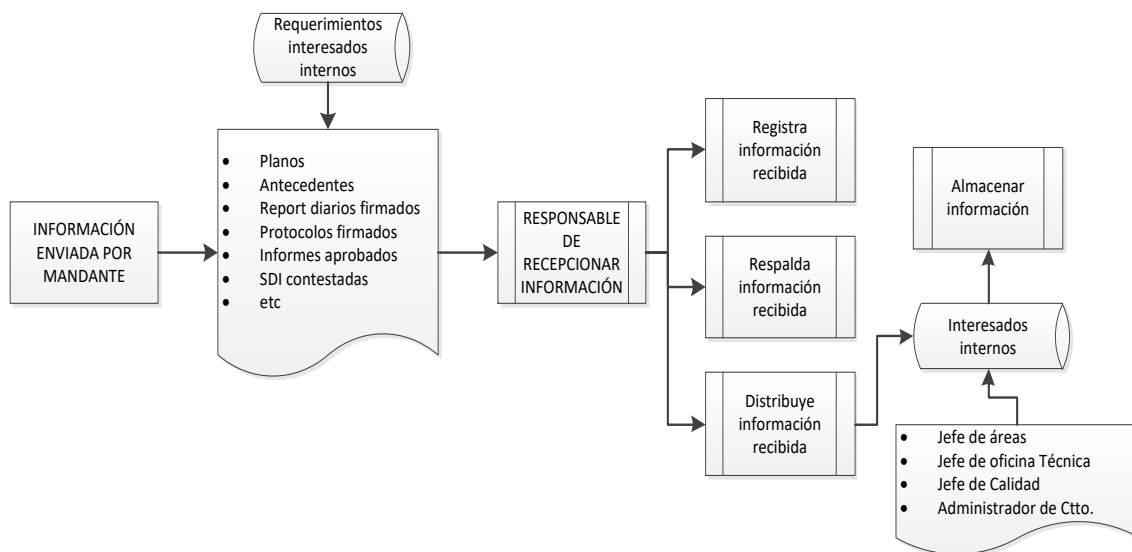 Requerimientos
interesados
internos
INFORMACIÓN
ENVIADA POR
MANDANTE
• Planos
• Antecedentes
• Report diarios firmados
• Protocolos firmados
• Informes aprobados
• SDI contestadas
• etc
RESPONSABLE
DE
RECEPCIONAR
INFORMACIÓN
Registra
información
recibida
Respalda
información
recibida
Distribuye
información
recibida
Almacenar
información
Interesados
internos
• Jefe de áreas
• Jefe de oficina Técnica
• Jefe de Calidad
• Administrador de Ctto.